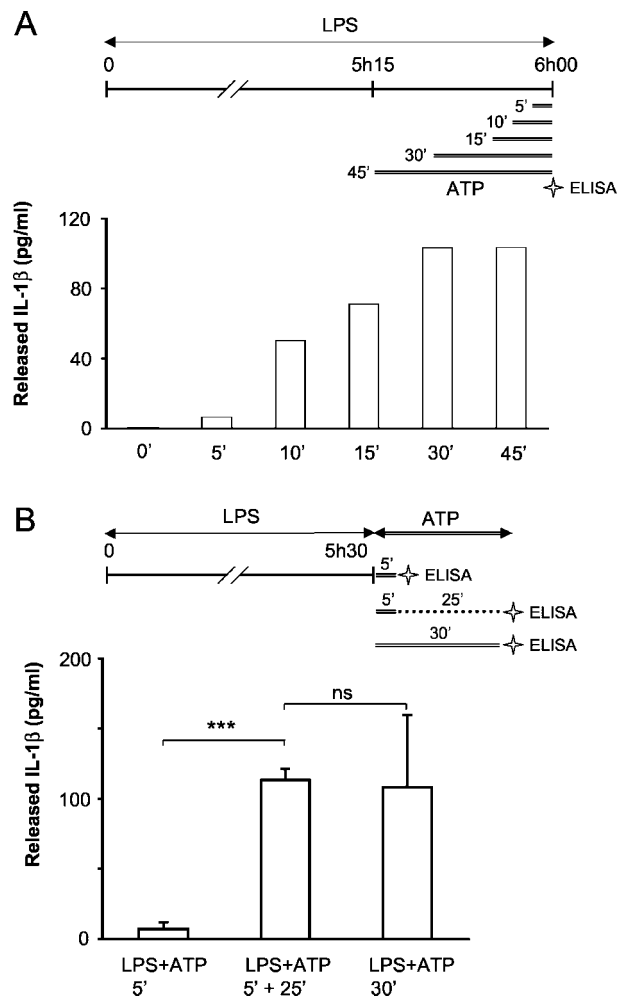 A
LPS
0 5h15 6h00
5'
10'
15'
30'
45'
ATP ELISA
Released IL-1β (pg/ml)
120
80
40
0
0' 5' 10' 15' 30' 45'
B
LPS ATP
0 5h30
5'
ELISA
5' 25'
ELISA
30'
ELISA
Released IL-1β (pg/ml)
200
100
0
***
ns
LPS+ATP LPS+ATP LPS+ATP
5' 5' + 25' 30'